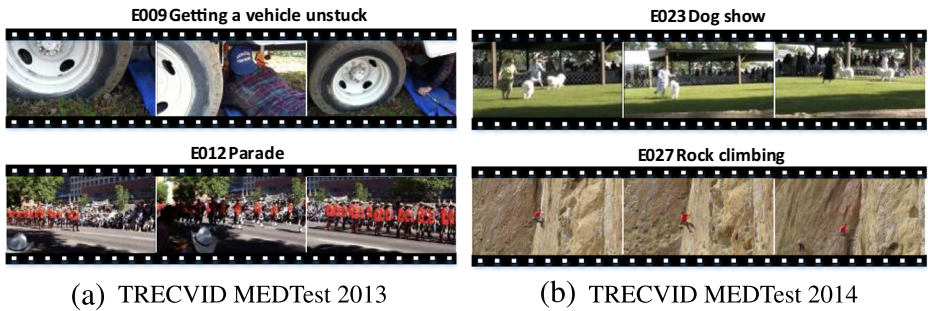 E009 Getting a vehicle unstuck
E023 Dog show
E012 Parade
E027 Rock climbing
(a) TRECVID MEDTest 2013
(b) TRECVID MEDTest 2014